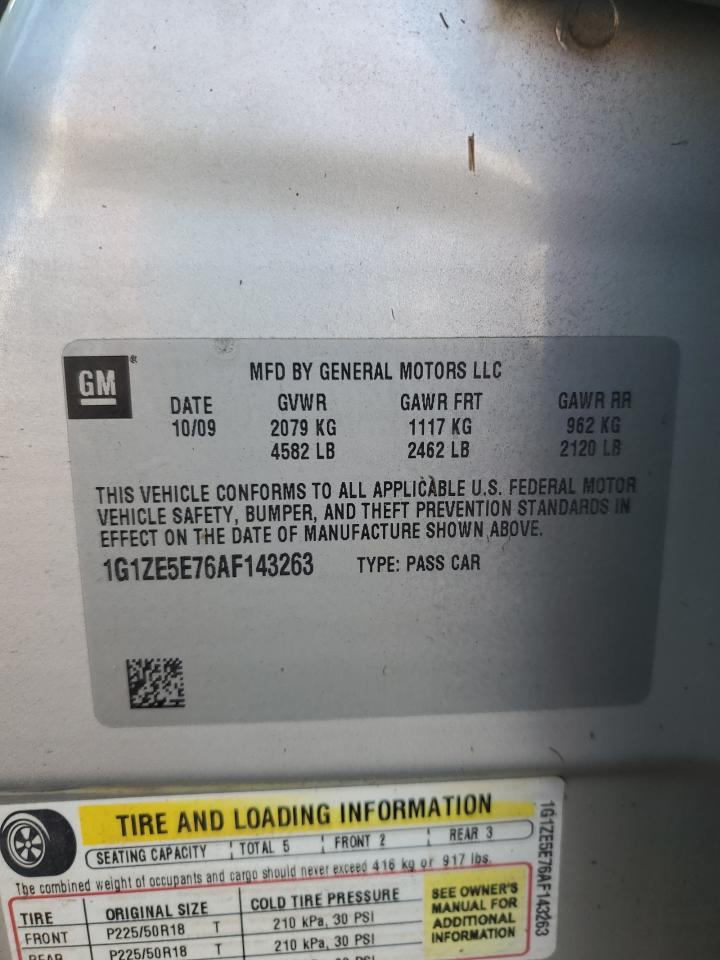 GM ®
MFD BY GENERAL MOTORS LLC
DATE GVWR GAWR FRT GAWR RR
10/09 2079 KG 1117 KG 962 KG
4582 LB 2462 LB 2120 LB
THIS VEHICLE CONFORMS TO ALL APPLICABLE U.S. FEDERAL MOTOR
VEHICLE SAFETY, BUMPER, AND THEFT PREVENTION STANDARDS IN
EFFECT ON THE DATE OF MANUFACTURE SHOWN ABOVE.
1G1ZE5E76AF143263 TYPE: PASS CAR
TIRE AND LOADING INFORMATION
SEATING CAPACITY TOTAL 5 FRONT 2 REAR 3
The combined weight of occupants and cargo should never exceed 416 kg or 917 lbs.
TIRE ORIGINAL SIZE COLD TIRE PRESSURE
FRONT P225/50R18 T 210 kPa, 30 PSI
REAR P225/50R18 T 210 kPa, 30 PSI
30 PSI
SEE OWNER'S
MANUAL FOR
ADDITIONAL
INFORMATION
1G1ZE5E76AF143263